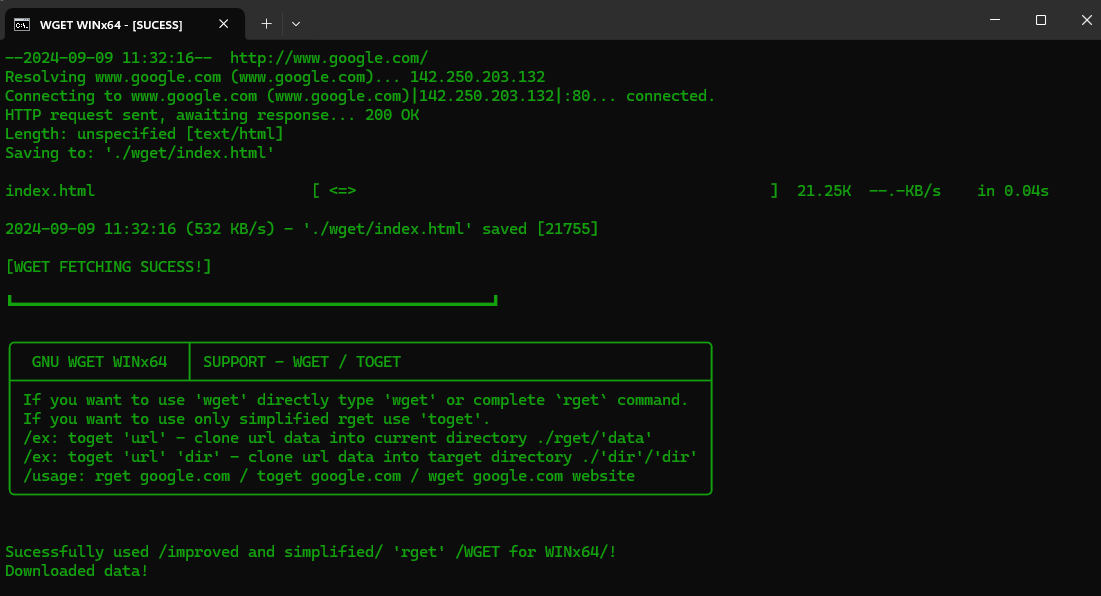 WGET WINx64 - [SUCESS]
--2024-09-09 11:32:16--  http://www.google.com/
Resolving www.google.com (www.google.com)... 142.250.203.132
Connecting to www.google.com (www.google.com)|142.250.203.132|:80... connected.
HTTP request sent, awaiting response... 200 OK
Length: unspecified [text/html]
Saving to: './wget/index.html'
index.html                        [ <=>                                              ]  21.25K  --.-KB/s    in 0.04s
2024-09-09 11:32:16 (532 KB/s) - './wget/index.html' saved [21755]
[WGET FETCHING SUCESS!]
GNU WGET WINx64 | SUPPORT - WGET / TOGET
If you want to use 'wget' directly type 'wget' or complete `rget` command.
If you want to use only simplified rget use 'toget'.
/ex: toget 'url' - clone url data into current directory ./rget/'data'
/ex: toget 'url' 'dir' - clone url data into target directory ./'dir'/'dir'
/usage: rget google.com / toget google.com / wget google.com website
Sucessfully used /improved and simplified/ 'rget' /WGET for WINx64/!
Downloaded data!